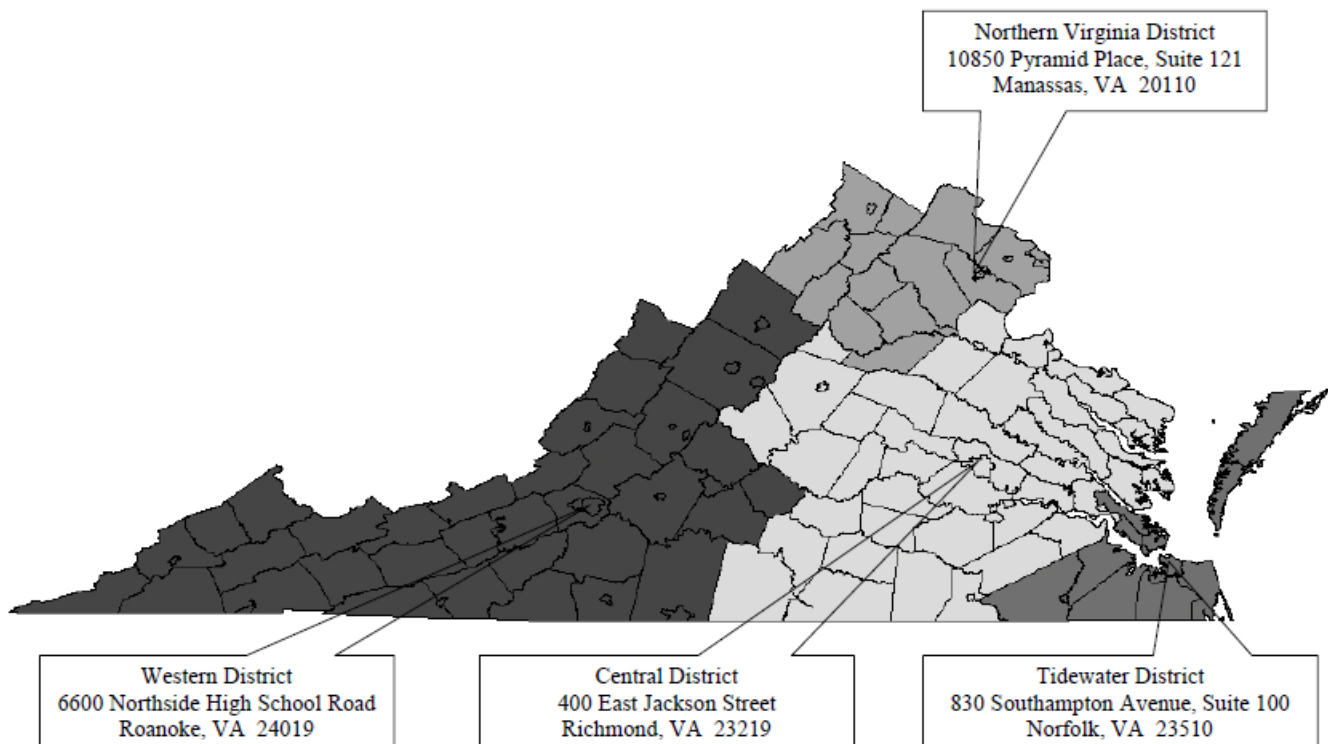 Northern Virginia District
10850 Pyramid Place, Suite 121
Manassas, VA 20110
Western District
6600 Northside High School Road
Roanoke, VA 24019
Central District
400 East Jackson Street
Richmond, VA 23219
Tidewater District
830 Southampton Avenue, Suite 100
Norfolk, VA 23510